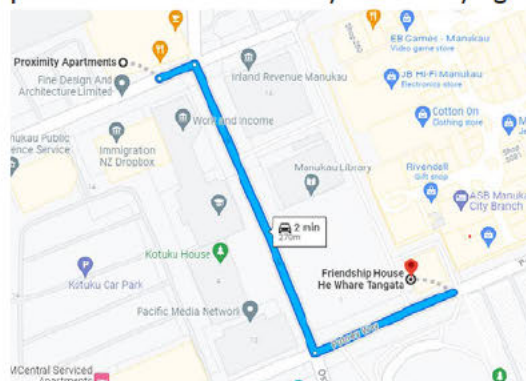 EB Games - Manukau
Video game store
Proximity Apartments
Inland Revenue Manukau
JB Hi-Fi Manukau
Electronics store
Fine Design And
Architecture Limited
Cotton On
Clothing store
Work and Income
Immigration
NZ Dropbox
Manukau Library
Rivendell
Gift shop
ASB Manuka
City Branch
2 min
270m
Kotuku House
Friendship House
He Whare Tangata
Kotuku Car Park
Pacific Media Network
MCentral Serviced
Apartments